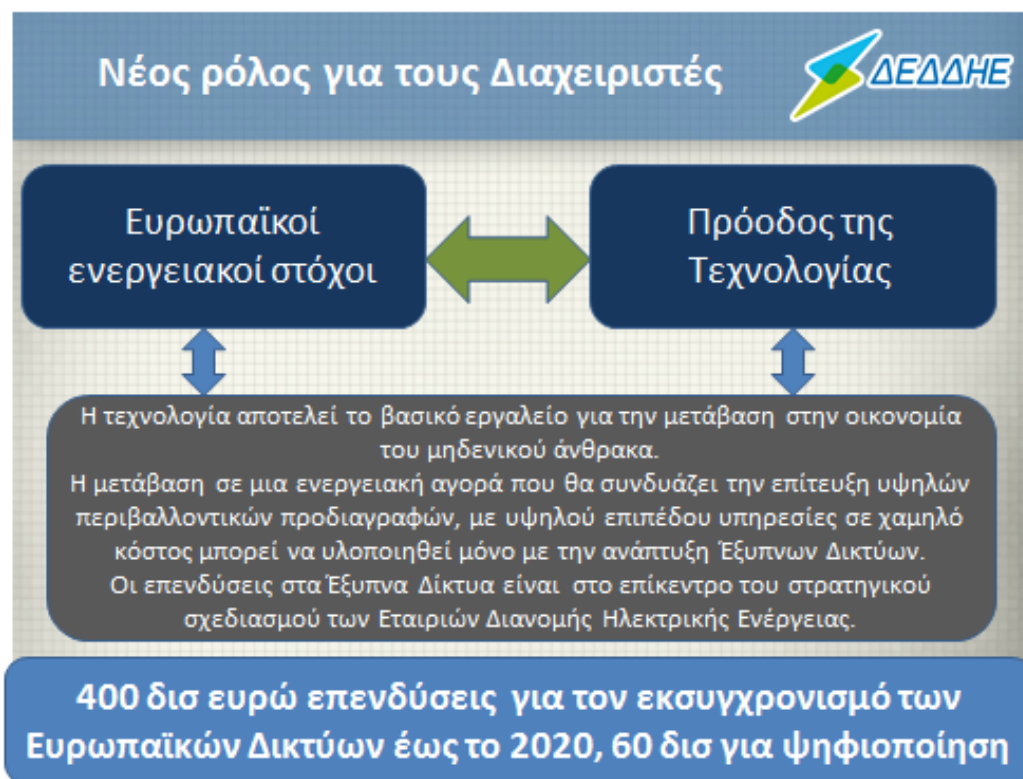 Νέος ρόλος για τους Διαχειριστές
ΔΕΔΔΗΕ
Ευρωπαϊκοί
ενεργειακοί στόχοι
Πρόοδος της
Τεχνολογίας
Η τεχνολογία αποτελεί το βασικό εργαλείο για την μετάβαση στην οικονομία
του μηδενικού άνθρακα.
Η μετάβαση σε μια ενεργειακή αγορά που θα συνδυάζει την επίτευξη υψηλών
περιβαλλοντικών προδιαγραφών, με υψηλού επιπέδου υπηρεσίες σε χαμηλό
κόστος μπορεί να υλοποιηθεί μόνο με την ανάπτυξη Έξυπνων Δικτύων.
Οι επενδύσεις στα Έξυπνα Δίκτυα είναι στο επίκεντρο του στρατηγικού
σχεδιασμού των Εταιριών Διανομής Ηλεκτρικής Ενέργειας.
400 δισ ευρώ επενδύσεις για τον εκσυγχρονισμό των
Ευρωπαϊκών Δικτύων έως το 2020, 60 δισ για ψηφιοποίηση